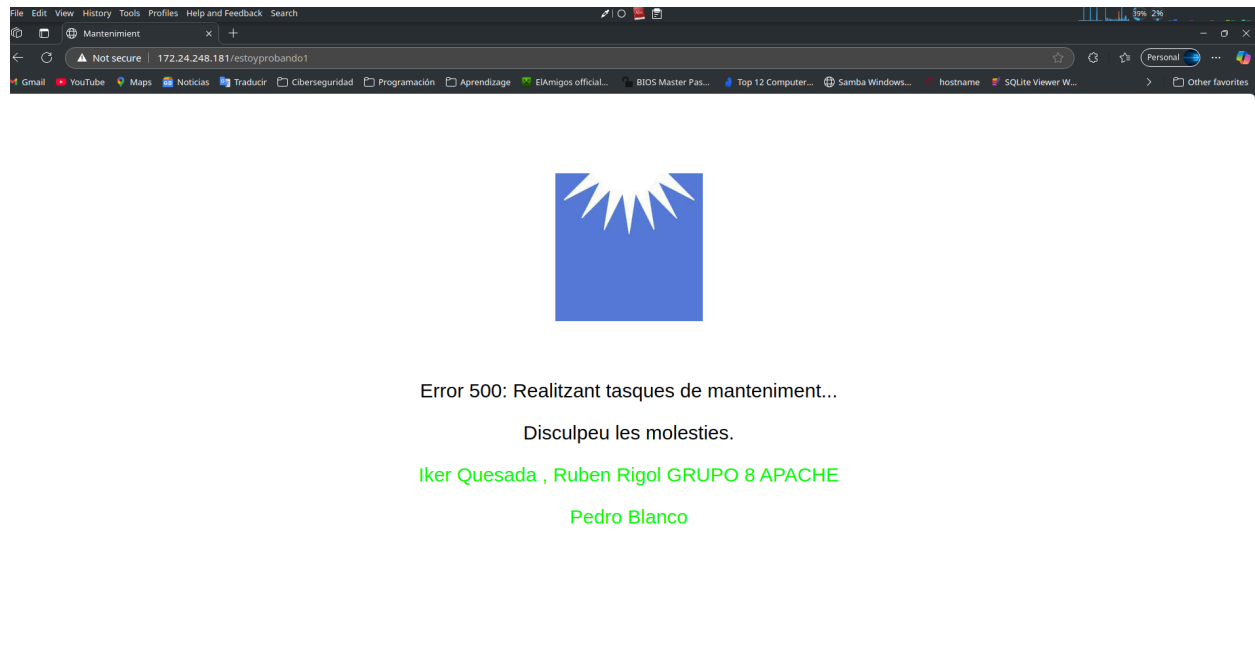 File Edit View History Tools Profiles Help and Feedback Search
39% 2%
Mantenimient
Not secure 172.24.248.181/estoyprobando1
Personal
Gmail YouTube Maps Noticias Traducir Ciberseguridad Programación Aprendizage ElAmigos official... BIOS Master Pas... Top 12 Computer... Samba Windows... hostname SQLite Viewer W... Other favorites
Error 500: Realitzant tasques de manteniment...
Disculpeu les molesties.
Iker Quesada , Ruben Rigol GRUPO 8 APACHE
Pedro Blanco